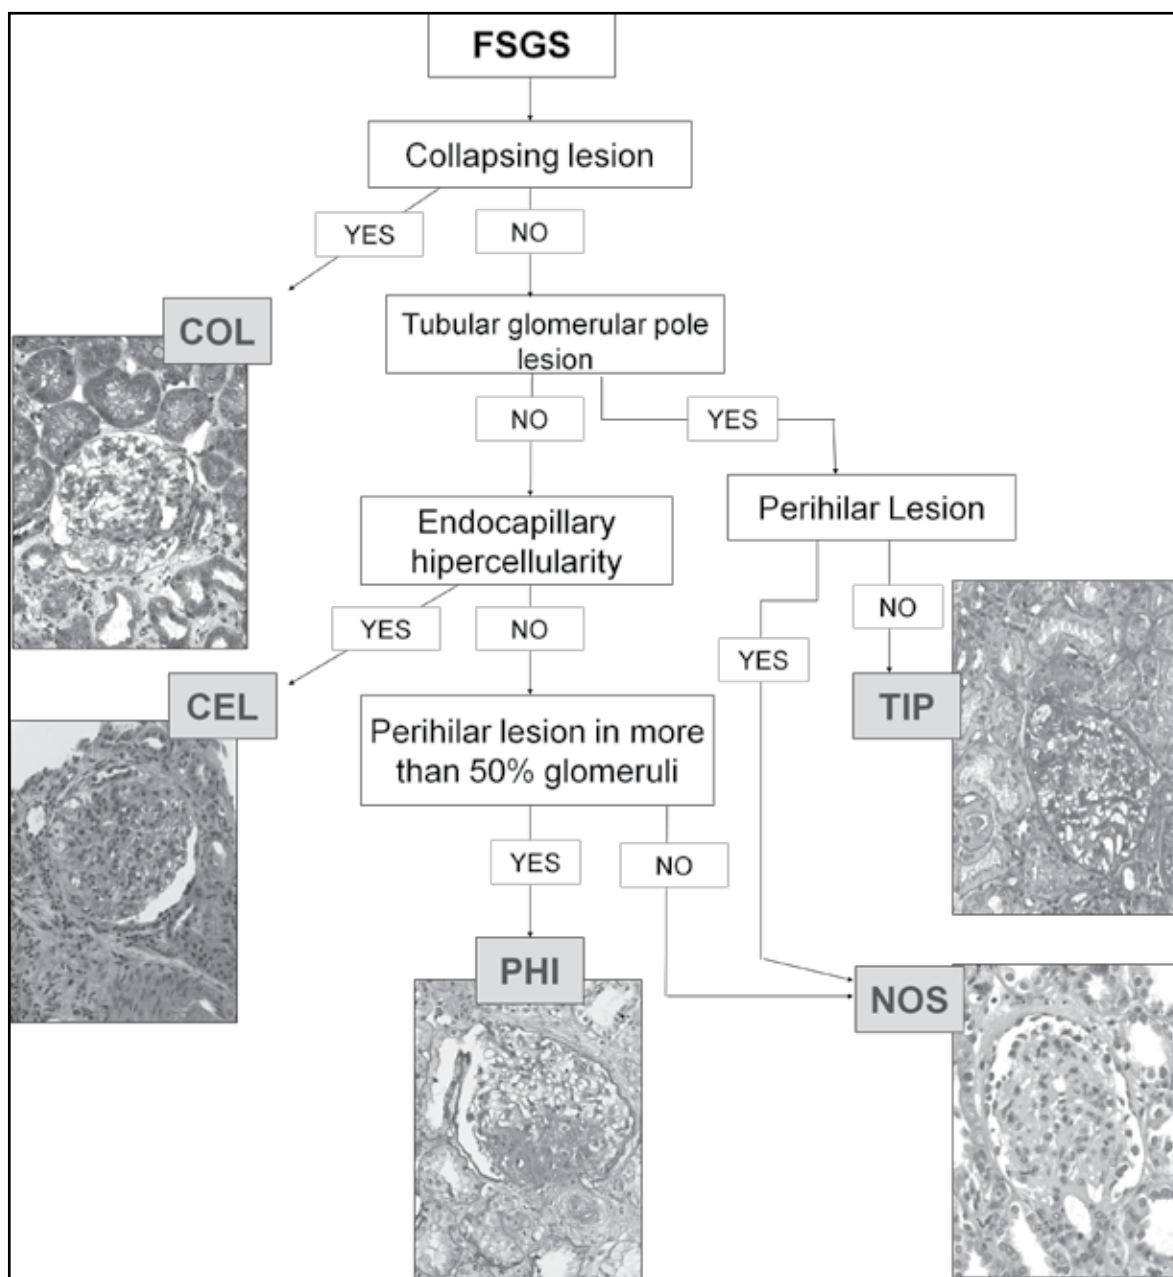 FSGS
Collapsing lesion
YES
NO
COL
Tubular glomerular pole
lesion
NO
YES
Endocapillary
hipercellularity
Perihilar Lesion
YES
NO
YES
NO
CEL
TIP
Perihilar lesion in more
than 50% glomeruli
YES
NO
PHI
NOS